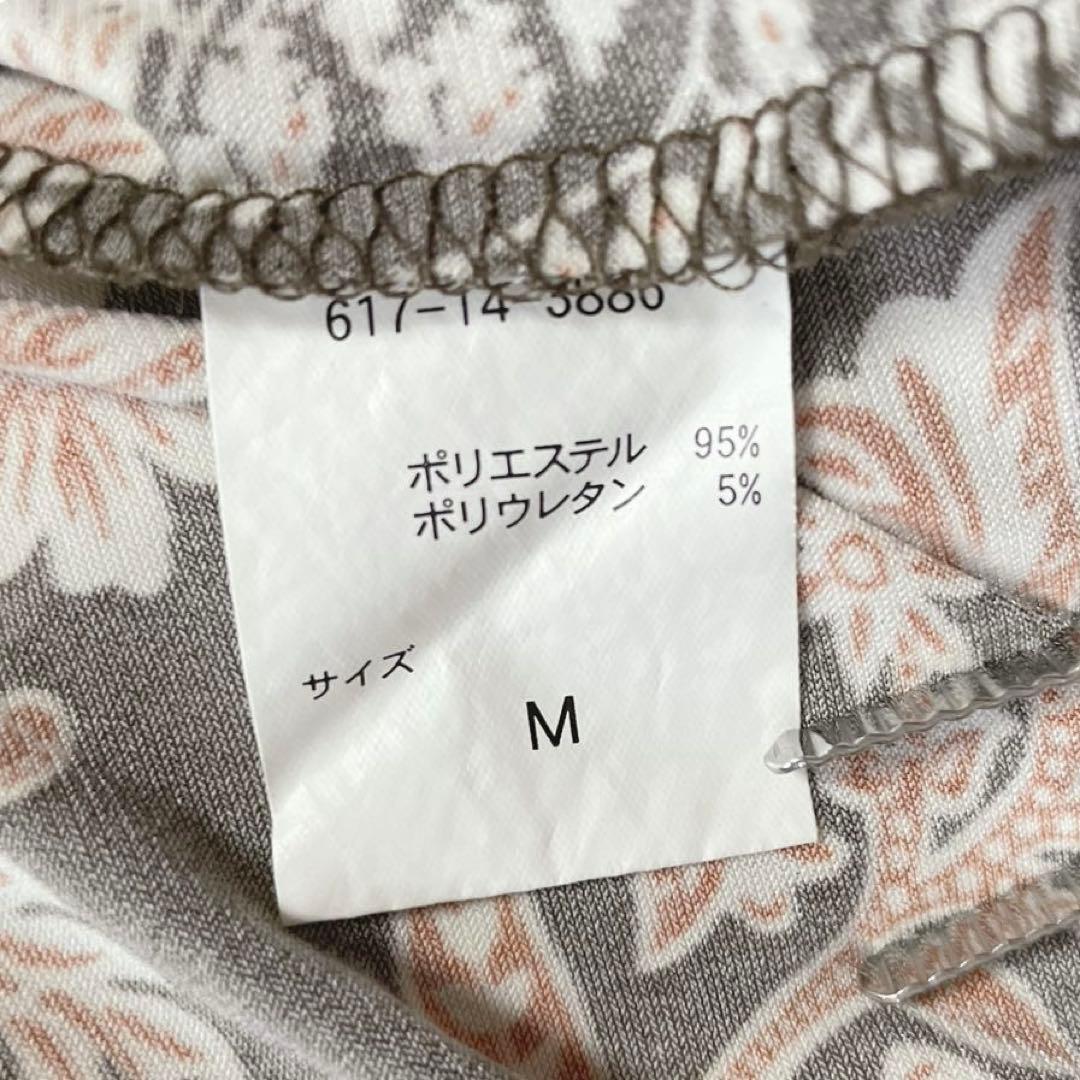 617-14-3880
ポリエステル 95%
ポリウレタン 5%
サイズ
M